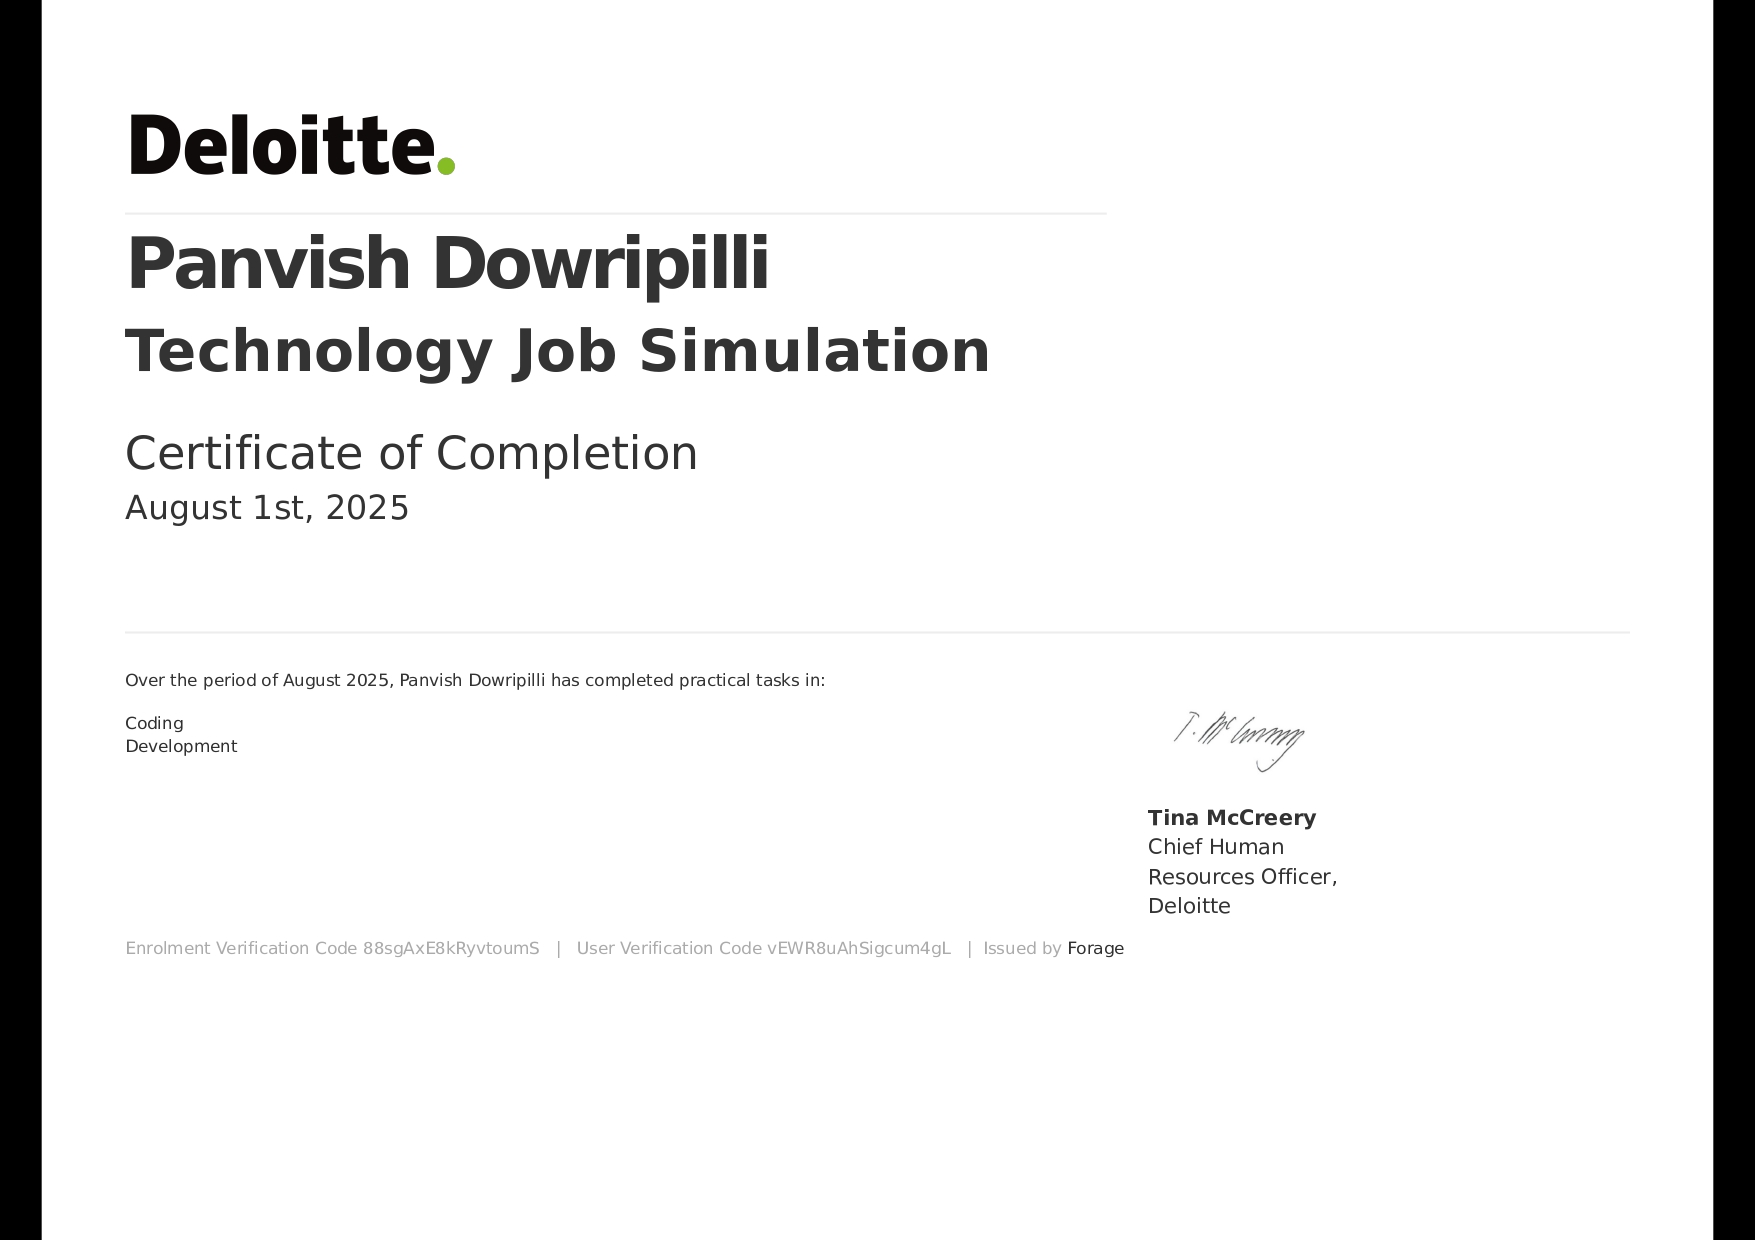 Deloitte.
Panvish Dowripilli
Technology Job Simulation
Certificate of Completion
August 1st, 2025
Over the period of August 2025, Panvish Dowripilli has completed practical tasks in:
Coding
Development
T. McCreery
Tina McCreery
Chief Human
Resources Officer,
Deloitte
Enrolment Verification Code 88sgAxE8kRyvtoumS | User Verification Code vEWR8uAhSigcum4gL | Issued by Forage